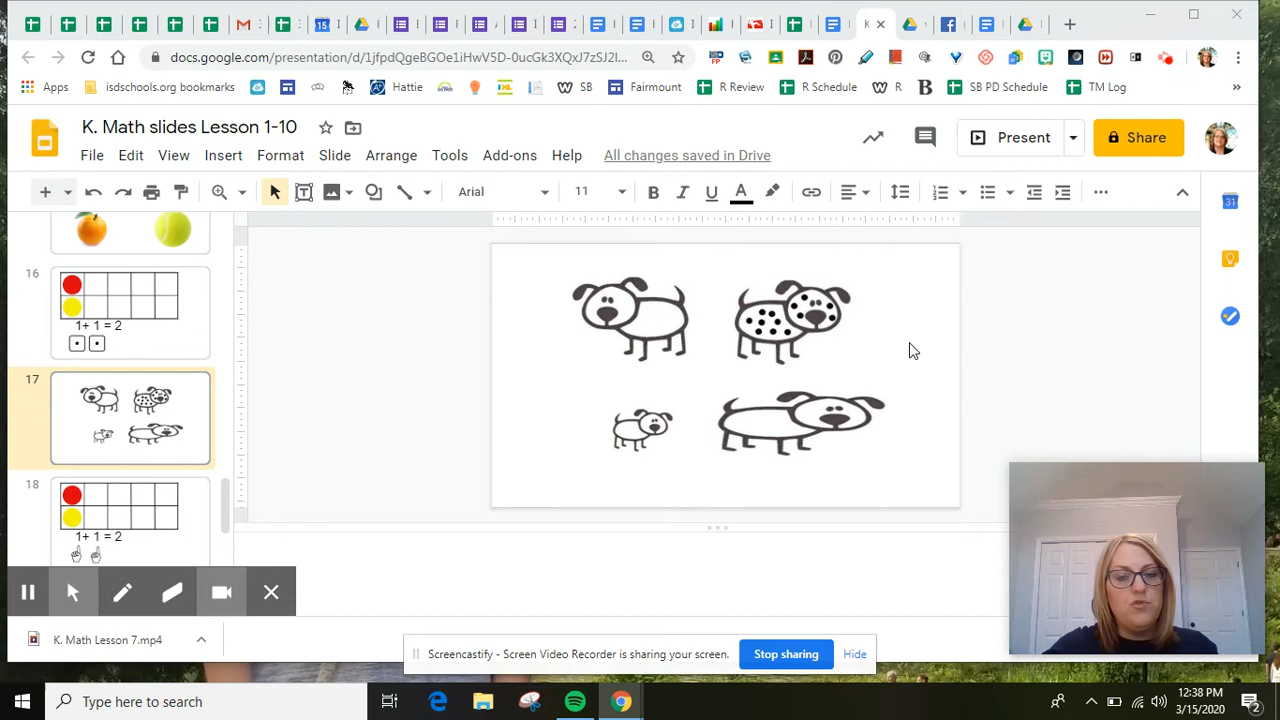 docs.google.com/presentation/d/1ifpdQgeBGOe1iHwV5D-0ucGk3XQxJ7zSJ2l...
Apps
isdschools.org bookmarks
Hattie
SB
Fairmount
R Review
R Schedule
R
SB PD Schedule
TM Log
K. Math slides Lesson 1-10
Present
Share
File Edit View Insert Format Slide Arrange Tools Add-ons Help All changes saved in Drive
Arial 11
16
1+ 1 = 2
17
18
1+ 1 = 2
K. Math Lesson 7.mp4
Screencastify - Screen Video Recorder is sharing your screen.
Stop sharing
Hide
Type here to search
12:38 PM
3/15/2020
2